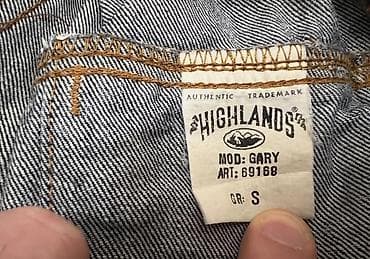 AUTHENTIC TRADEMARK
HIGHLANDS
MOD: GARY
ART: 69168
GR: S